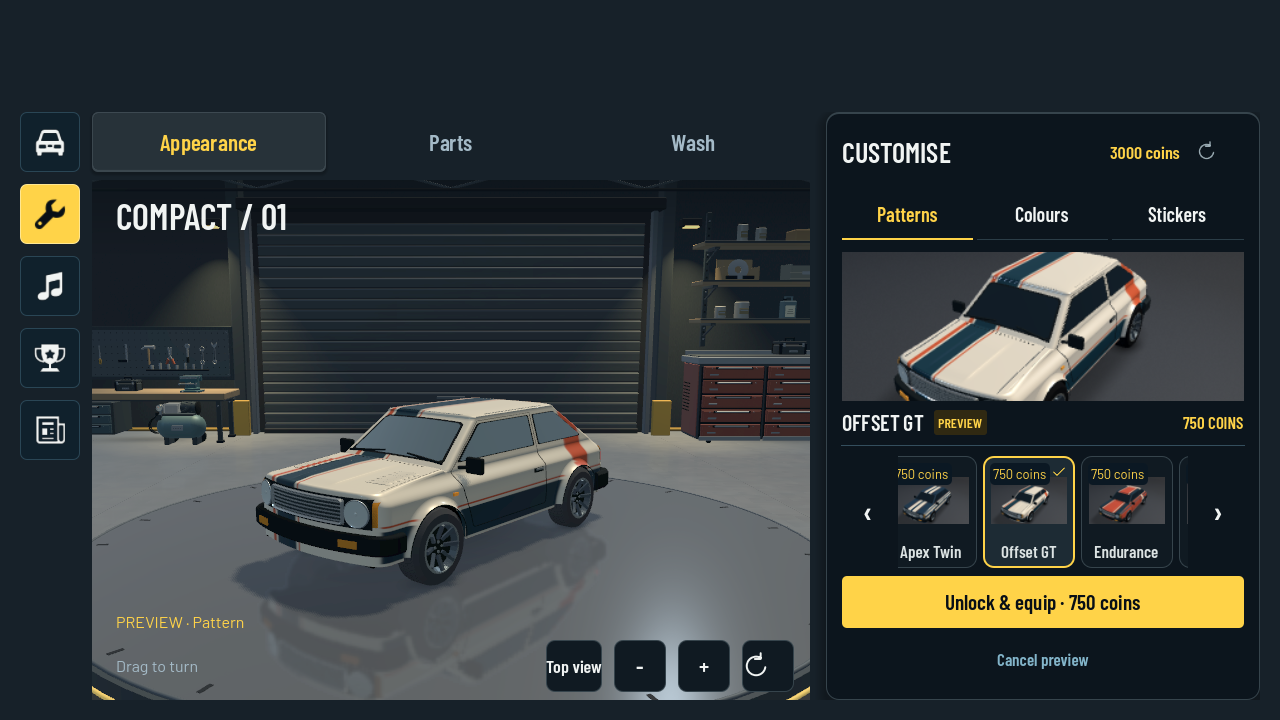 Appearance
Parts
Wash
COMPACT / 01
PREVIEW · Pattern
Drag to turn
Top view
-
+
CUSTOMISE
3000 coins
Patterns
Colours
Stickers
OFFSET GT
PREVIEW
750 COINS
750 coins
Apex Twin
750 coins
Offset GT
750 coins
Endurance
Unlock & equip · 750 coins
Cancel preview